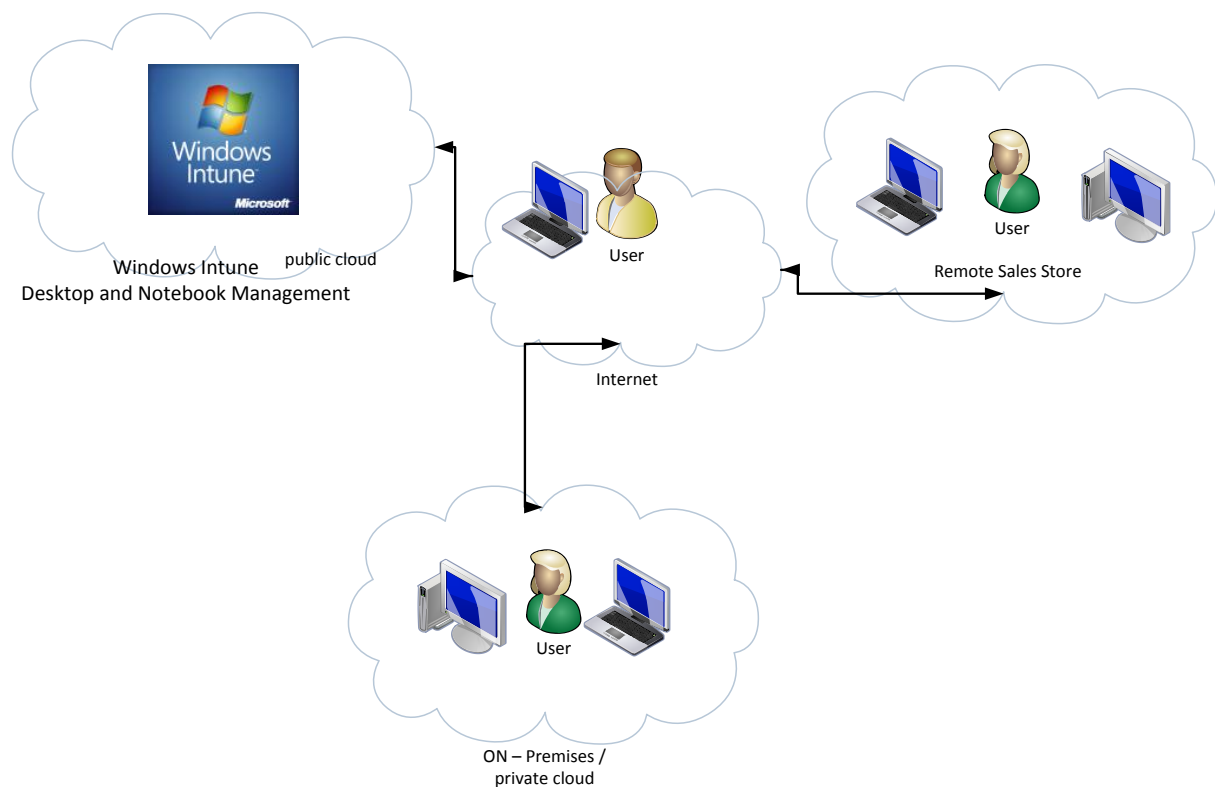 Windows
Intune™
Microsoft
Windows Intune
public cloud
Desktop and Notebook Management
User
Internet
User
Remote Sales Store
User
ON – Premises /
private cloud